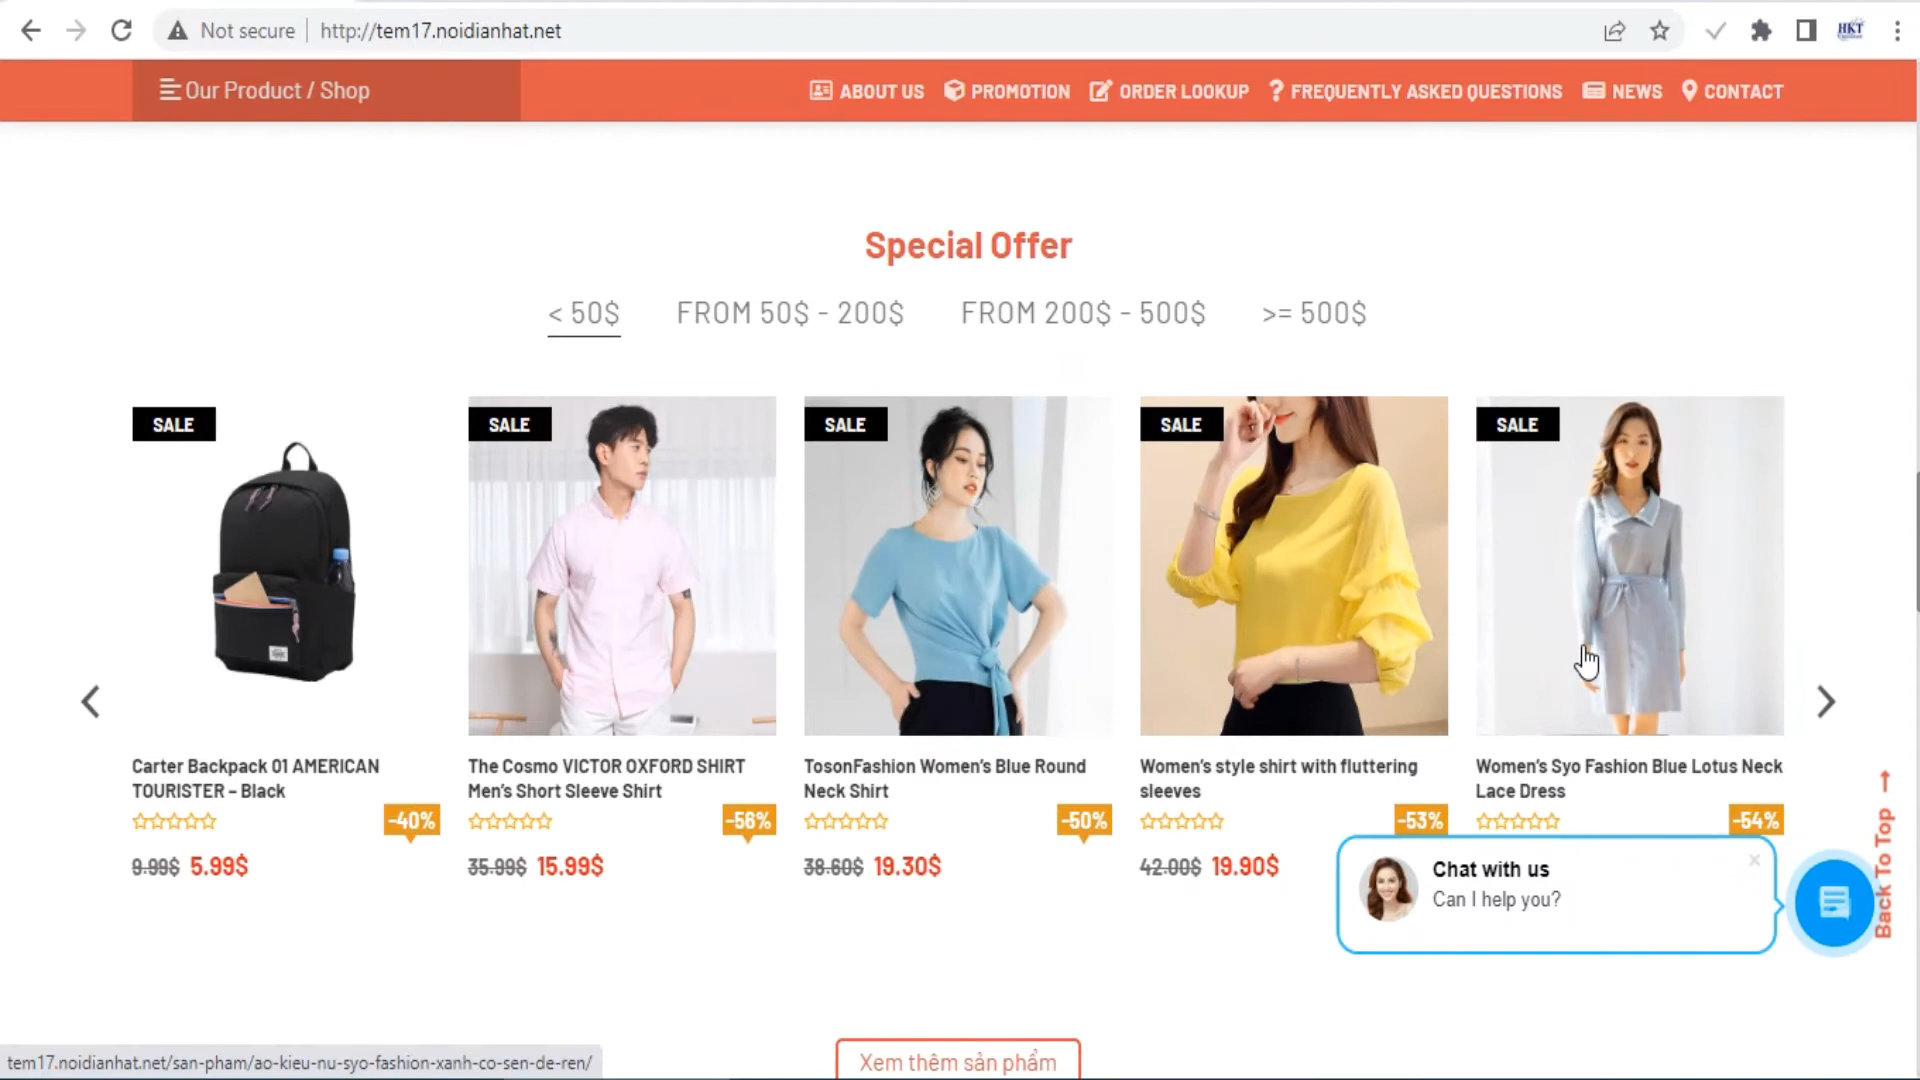 Not secure
http://tem17.noidianhat.net
HKT
Our Product / Shop
ABOUT US
PROMOTION
ORDER LOOKUP
FREQUENTLY ASKED QUESTIONS
NEWS
CONTACT
Special Offer
< 50$
FROM 50$ - 200$
FROM 200$ - 500$
>= 500$
SALE
SALE
SALE
SALE
SALE
Carter Backpack 01 AMERICAN
TOURISTER – Black
-40%
9.99$ 5.99$
The Cosmo VICTOR OXFORD SHIRT
Men's Short Sleeve Shirt
-56%
35.99$ 15.99$
TosonFashion Women's Blue Round
Neck Shirt
-50%
38.60$ 19.30$
Women's style shirt with fluttering
sleeves
-53%
42.00$ 19.90$
Women's Syo Fashion Blue Lotus Neck
Lace Dress
-54%
Chat with us
Can I help you?
Back To Top
Xem thêm sản phẩm
tem17.noidianhat.net/san-pham/ao-kieu-nu-syo-fashion-xanh-co-sen-de-ren/